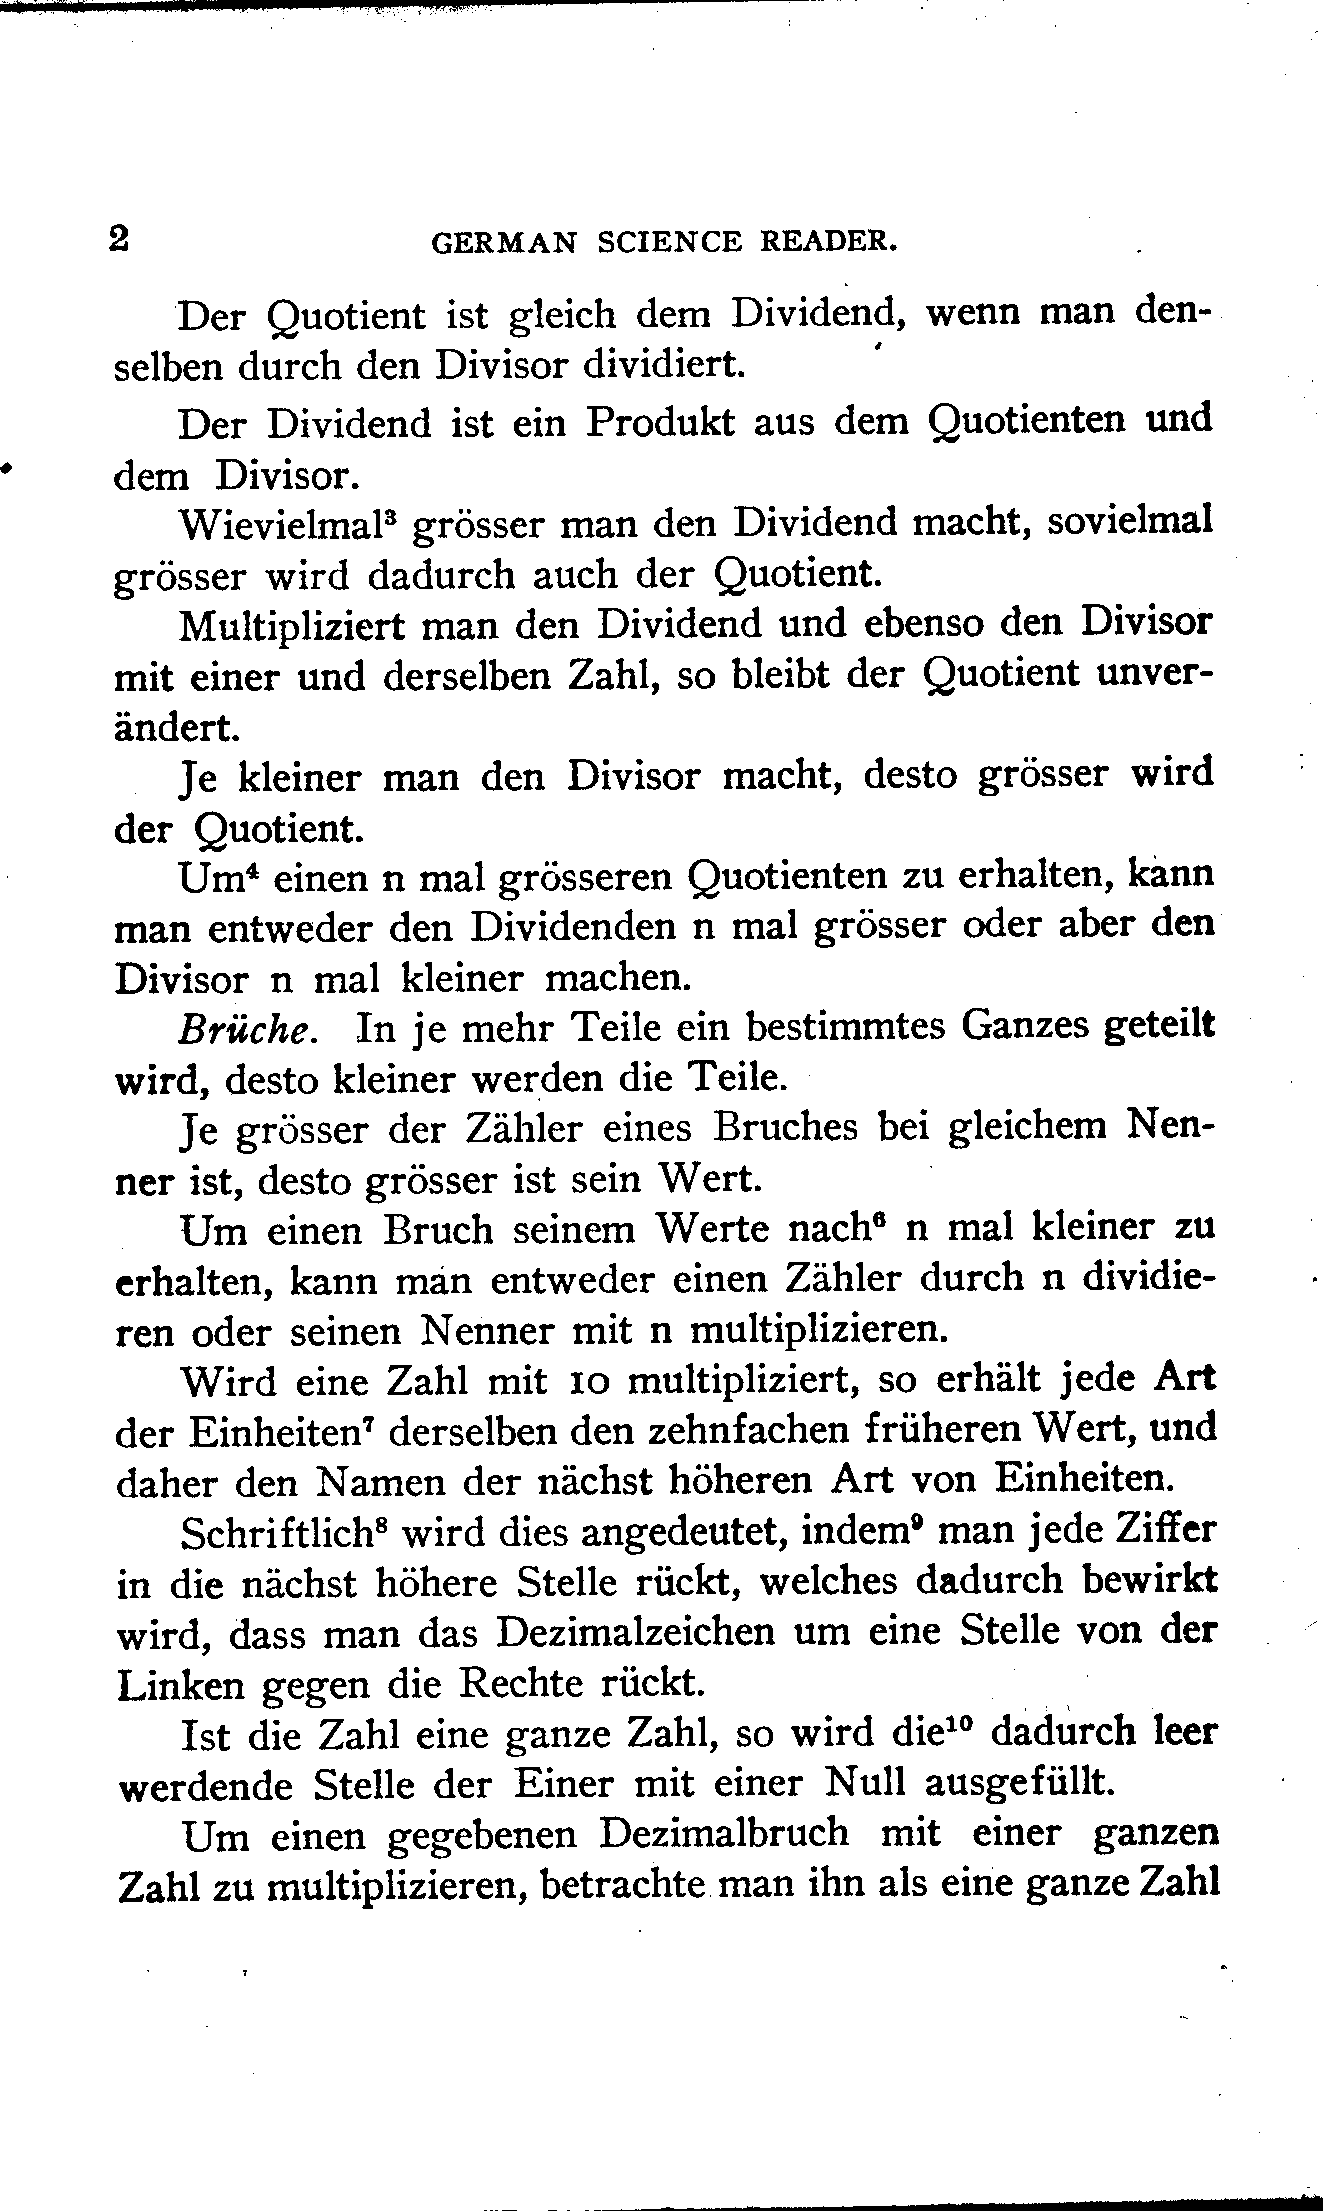 2 GERMAN SCIENCE READER.
Der Quotient ist gleich dem Dividend, wenn man den-
selben durch den Divisor dividiert.
Der Dividend ist ein Produkt aus dem Quotienten und
dem Divisor.
Wievielmal³ grösser man den Dividend macht, sovielmal
grösser wird dadurch auch der Quotient.
Multipliziert man den Dividend und ebenso den Divisor
mit einer und derselben Zahl, so bleibt der Quotient unver-
ändert.
Je kleiner man den Divisor macht, desto grösser wird
der Quotient.
Um⁴ einen n mal grösseren Quotienten zu erhalten, kann
man entweder den Dividenden n mal grösser oder aber den
Divisor n mal kleiner machen.
Brüche. In je mehr Teile ein bestimmtes Ganzes geteilt
wird, desto kleiner werden die Teile.
Je grösser der Zähler eines Bruches bei gleichem Nen-
ner ist, desto grösser ist sein Wert.
Um einen Bruch seinem Werte nach⁶ n mal kleiner zu
erhalten, kann man entweder einen Zähler durch n dividie-
ren oder seinen Nenner mit n multiplizieren.
Wird eine Zahl mit 10 multipliziert, so erhält jede Art
der Einheiten⁷ derselben den zehnfachen früheren Wert, und
daher den Namen der nächst höheren Art von Einheiten.
Schriftlich⁸ wird dies angedeutet, indem⁹ man jede Ziffer
in die nächst höhere Stelle rückt, welches dadurch bewirkt
wird, dass man das Dezimalzeichen um eine Stelle von der
Linken gegen die Rechte rückt.
Ist die Zahl eine ganze Zahl, so wird die¹⁰ dadurch leer
werdende Stelle der Einer mit einer Null ausgefüllt.
Um einen gegebenen Dezimalbruch mit einer ganzen
Zahl zu multiplizieren, betrachte man ihn als eine ganze Zahl